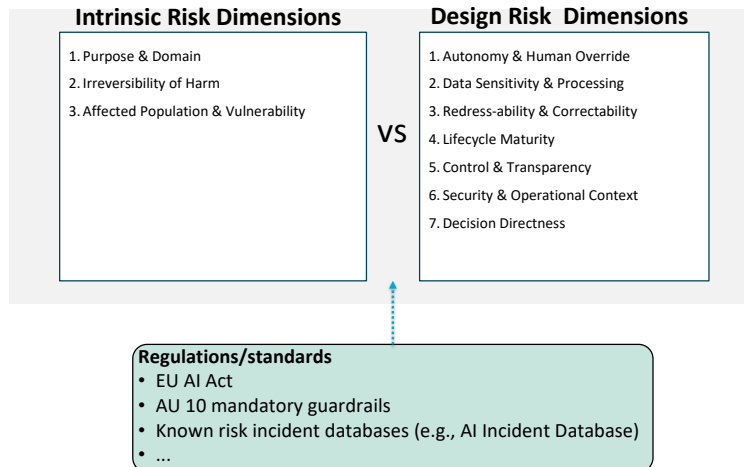 Intrinsic Risk Dimensions
1. Purpose & Domain
2. Irreversibility of Harm
3. Affected Population & Vulnerability
VS
Design Risk Dimensions
1. Autonomy & Human Override
2. Data Sensitivity & Processing
3. Redress-ability & Correctability
4. Lifecycle Maturity
5. Control & Transparency
6. Security & Operational Context
7. Decision Directness
Regulations/standards
• EU AI Act
• AU 10 mandatory guardrails
• Known risk incident databases (e.g., AI Incident Database)
• ...